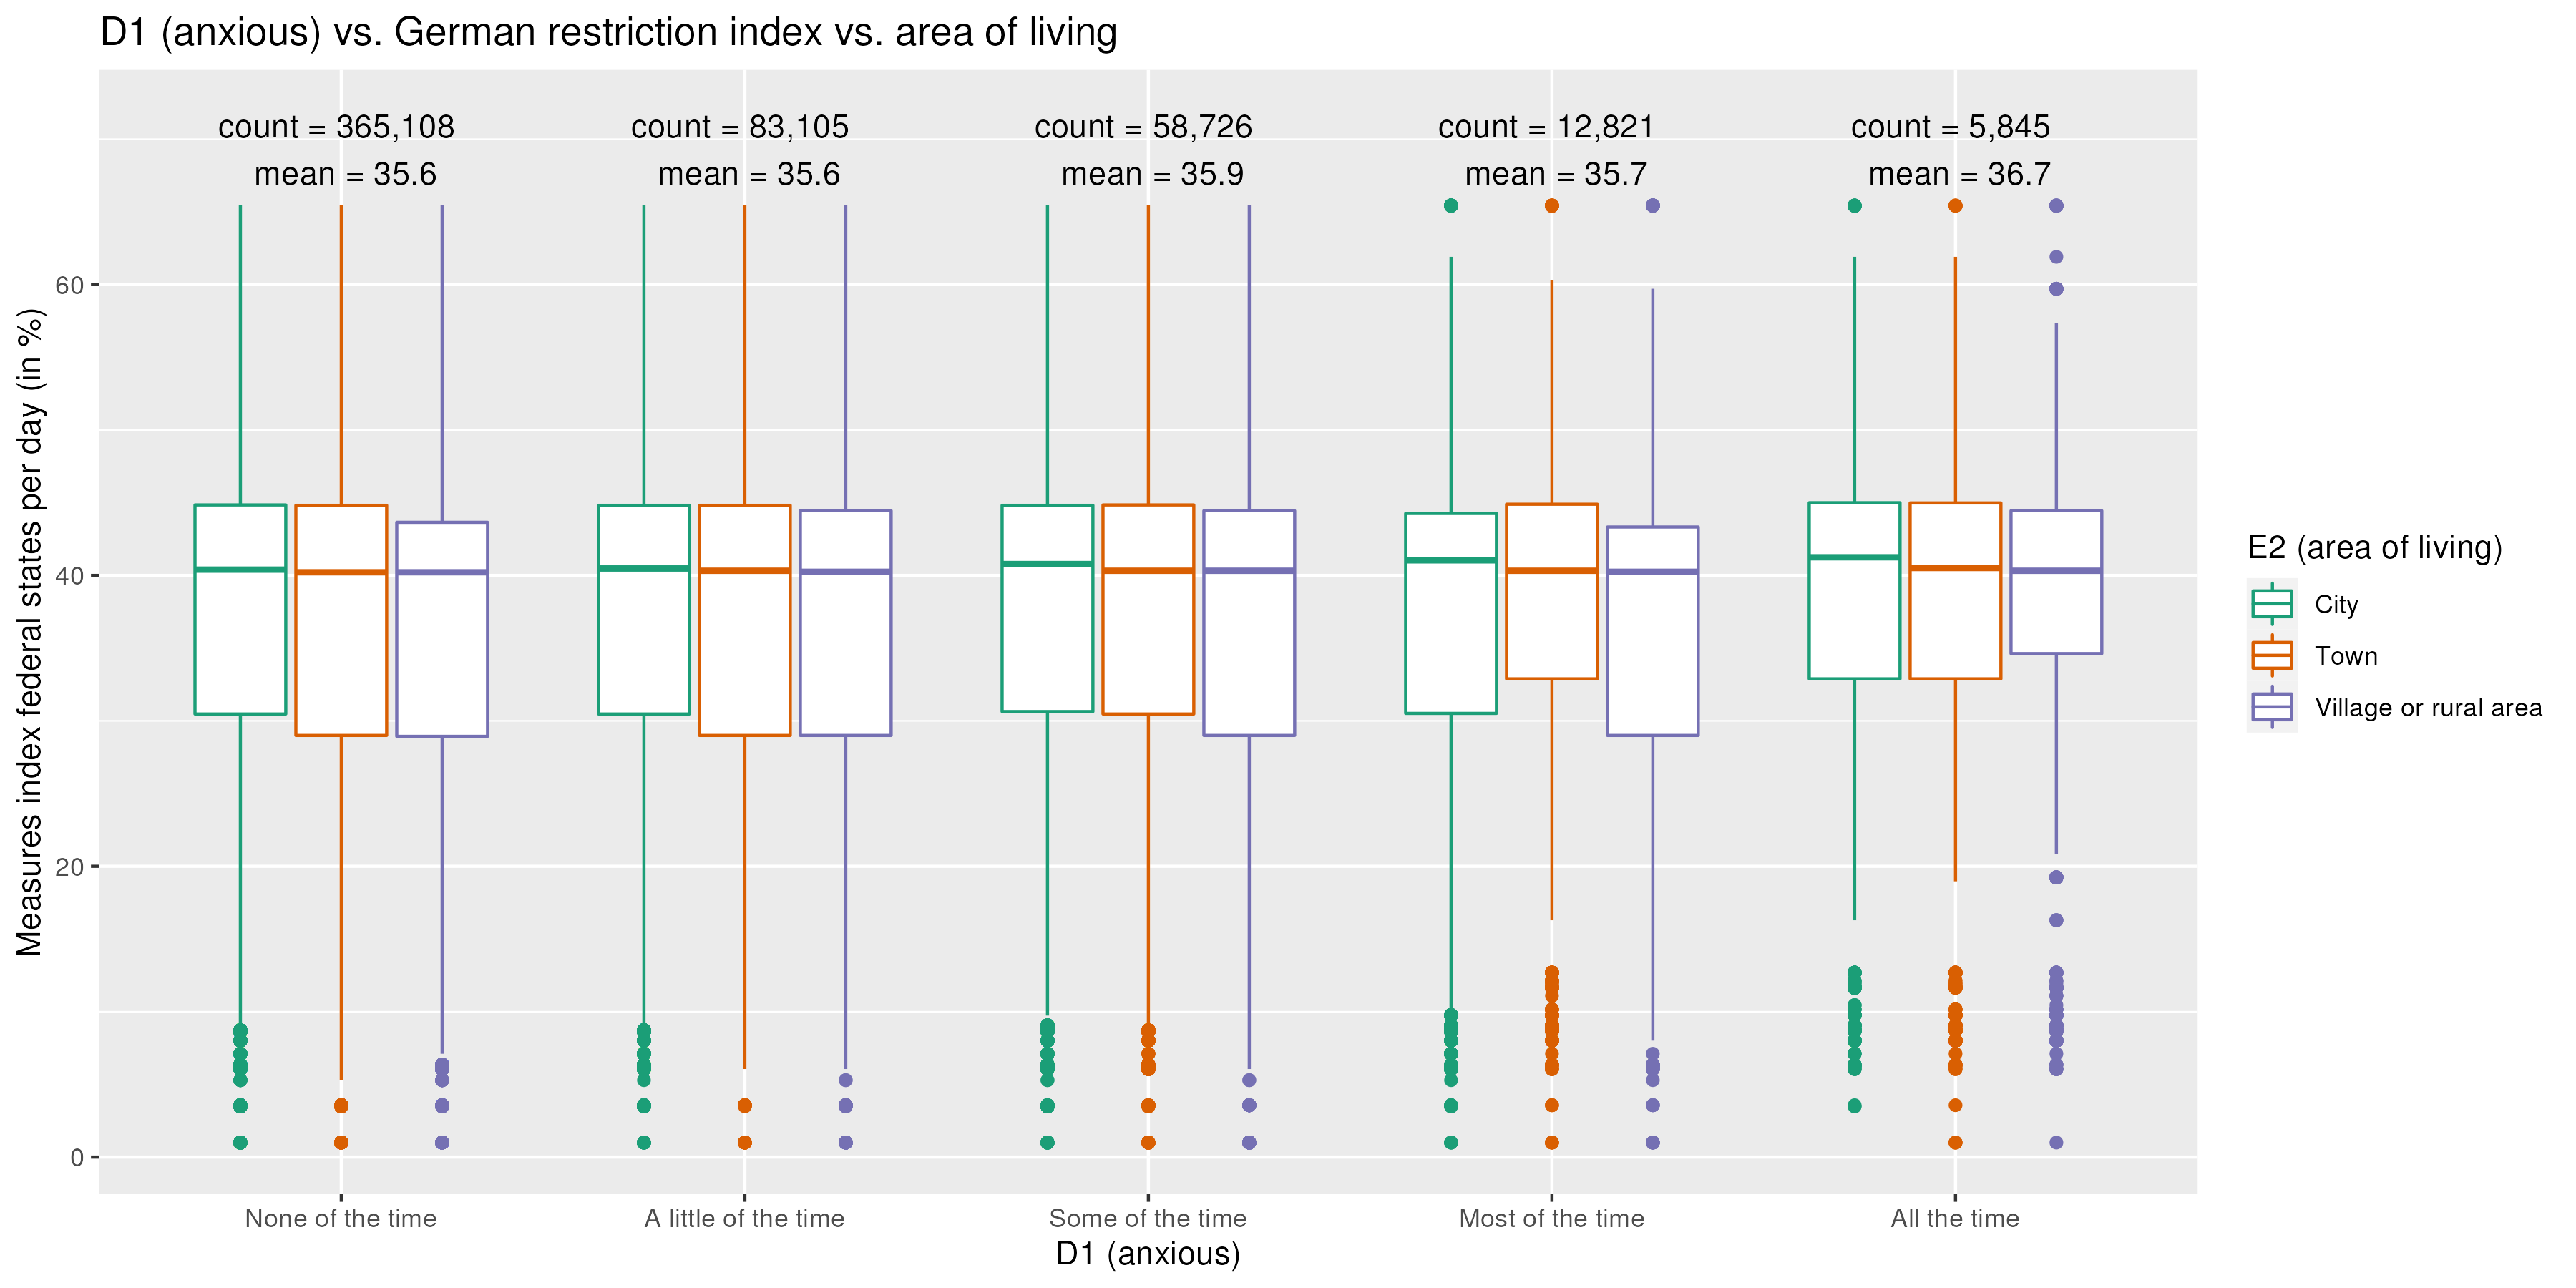 D1 (anxious) vs. German restriction index vs. area of living
count = 365,108
mean = 35.6
count = 83,105
mean = 35.6
count = 58,726
mean = 35.9
count = 12,821
mean = 35.7
count = 5,845
mean = 36.7
Measures index federal states per day (in %)
60
40
20
0
None of the time
A little of the time
Some of the time
Most of the time
All the time
D1 (anxious)
E2 (area of living)
City
Town
Village or rural area